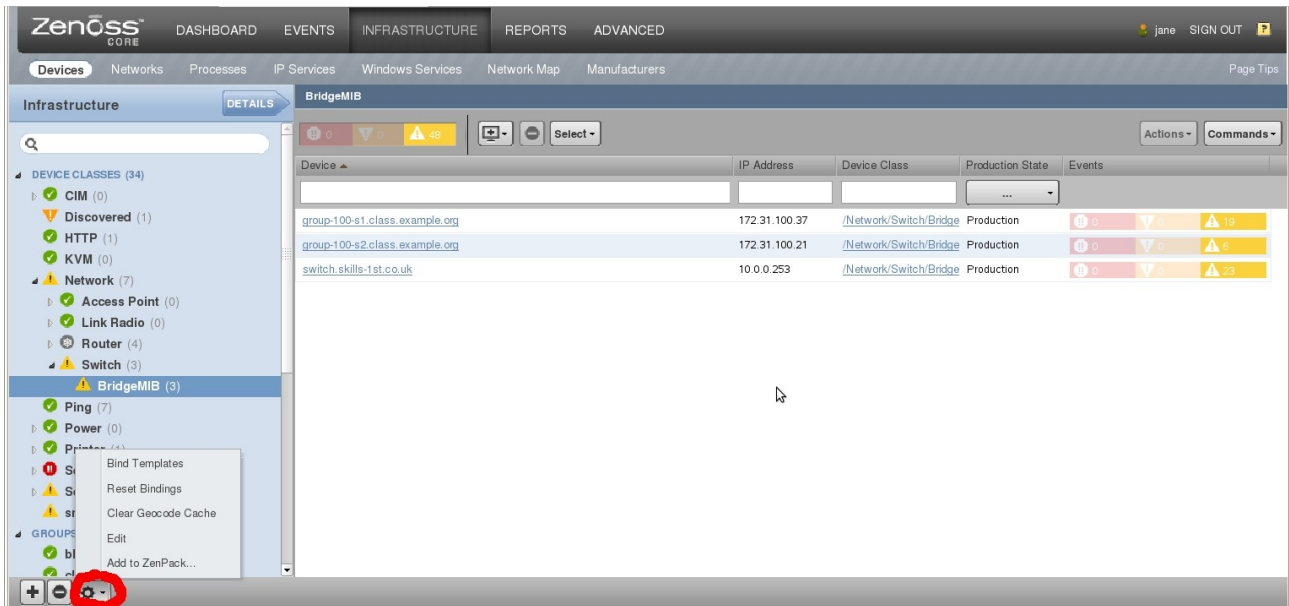 Zenōss™ CORE DASHBOARD EVENTS INFRASTRUCTURE REPORTS ADVANCED jane SIGN OUT ?
Devices Networks Processes IP Services Windows Services Network Map Manufacturers Page Tips
Infrastructure DETAILS
DEVICE CLASSES (34)
CIM (0)
Discovered (1)
HTTP (1)
KVM (0)
Network (7)
Access Point (0)
Link Radio (0)
Router (4)
Switch (3)
BridgeMIB (3)
Ping (7)
Power (0)
GROUPS
Bind Templates
Reset Bindings
Clear Geocode Cache
Edit
Add to ZenPack...
BridgeMIB
0 0 48 Select Actions Commands
Device IP Address Device Class Production State Events
...
group-100-s1.class.example.org 172.31.100.37 /Network/Switch/Bridge Production 0 0 19
group-100-s2.class.example.org 172.31.100.21 /Network/Switch/Bridge Production 0 0 6
switch.skills-1st.co.uk 10.0.0.253 /Network/Switch/Bridge Production 0 0 23